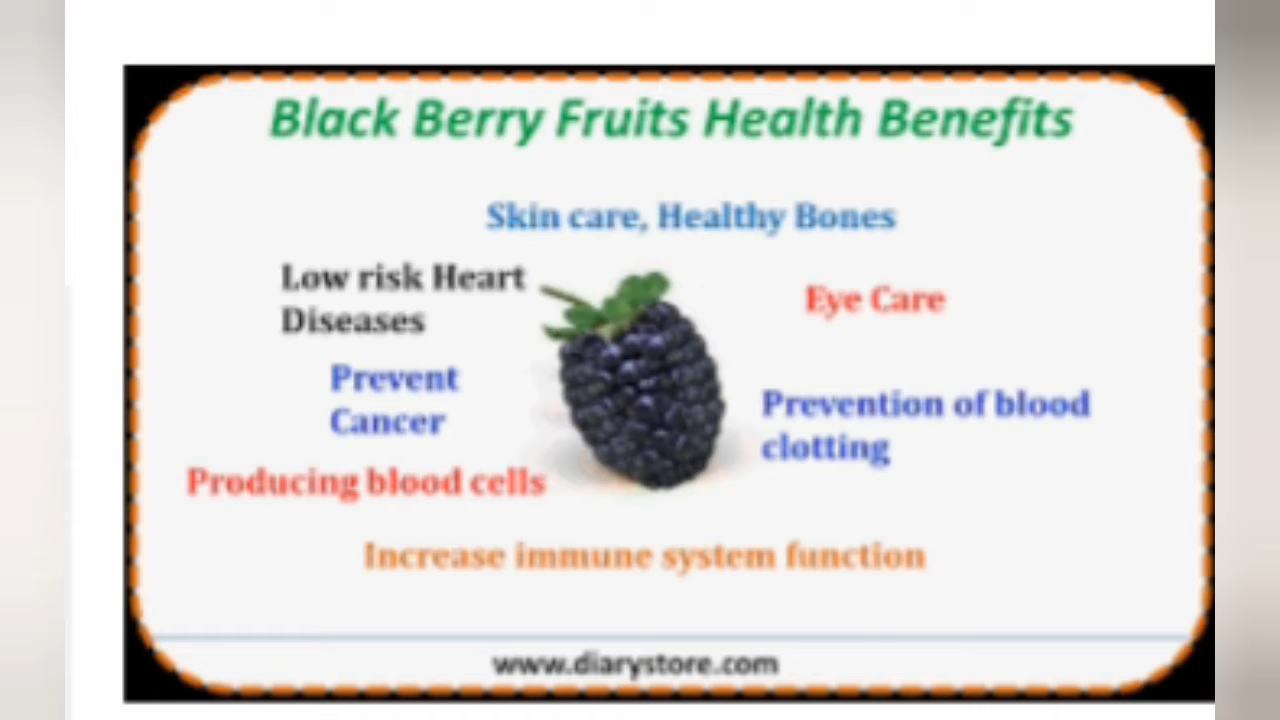 Black Berry Fruits Health Benefits
Skin care, Healthy Bones
Low risk Heart
Diseases
Eye Care
Prevent
Cancer
Prevention of blood
clotting
Producing blood cells
Increase immune system function
www.diarystore.com